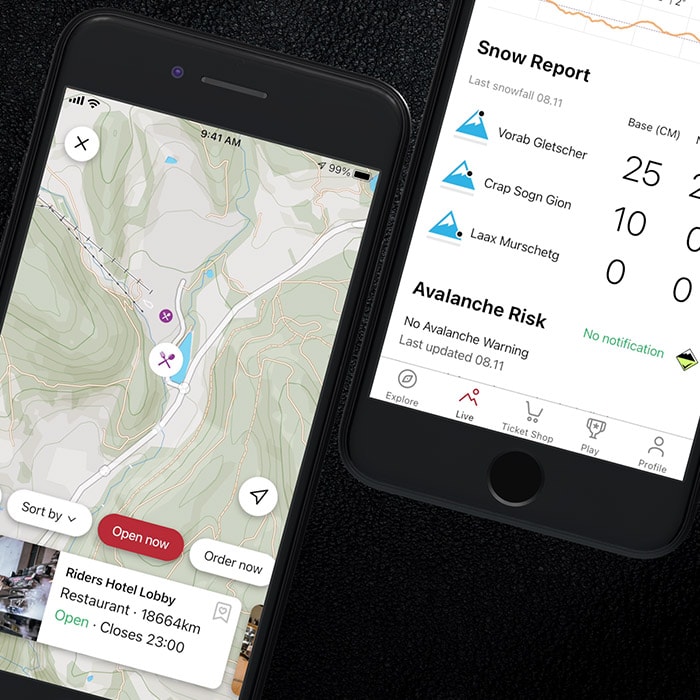 9:41 AM
99%
Sort by
Open now
Order now
Riders Hotel Lobby
Restaurant · 18664km
Open · Closes 23:00
Snow Report
Last snowfall 08.11
Base (CM)
Vorab Gletscher
25
Crap Sogn Gion
10
Laax Murschetg
0
0
Avalanche Risk
No Avalanche Warning
No notification
Last updated 08.11
Explore
Live
Ticket Shop
Play
Profile